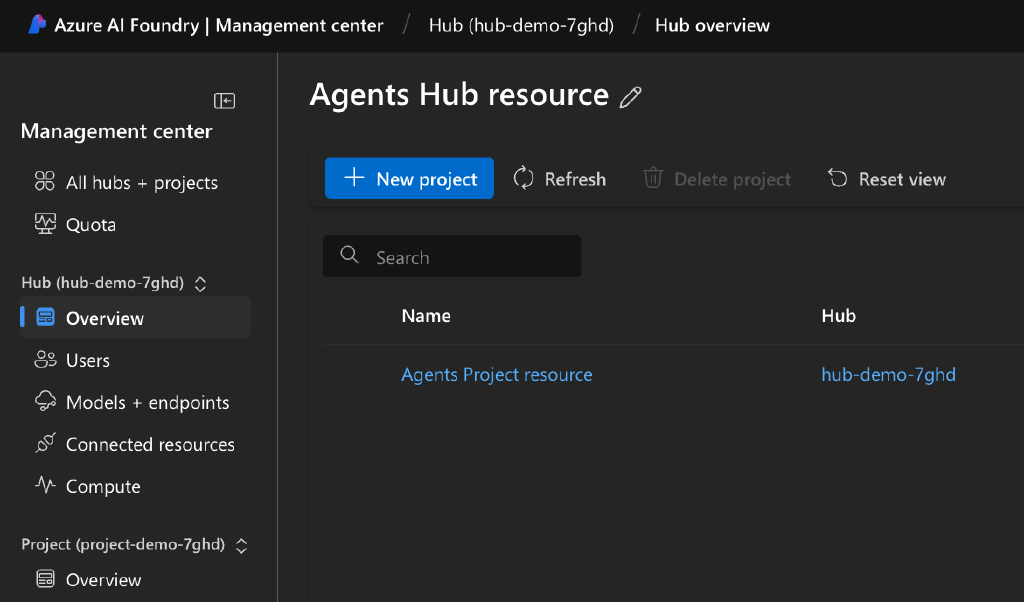 Azure AI Foundry | Management center / Hub (hub-demo-7ghd) / Hub overview
Management center
All hubs + projects
Quota
Hub (hub-demo-7ghd)
Overview
Users
Models + endpoints
Connected resources
Compute
Project (project-demo-7ghd)
Overview
Agents Hub resource
New project Refresh Delete project Reset view
Search
Name Hub
Agents Project resource hub-demo-7ghd